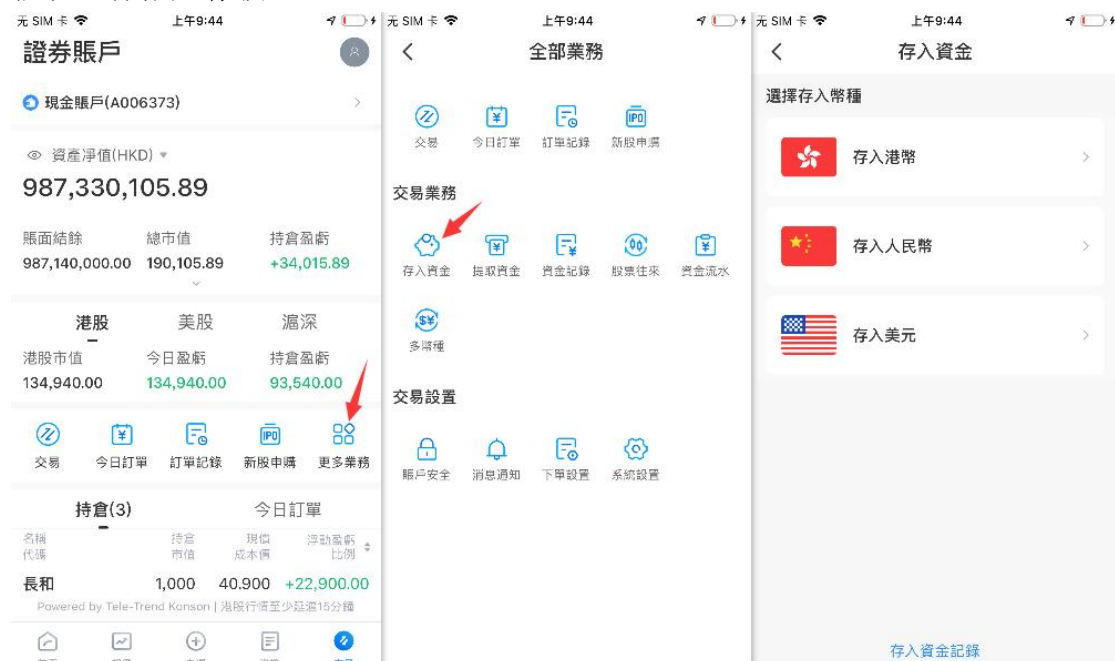 无 SIM 卡
上午9:44
證券賬戶
現金賬戶(A006373)
資產淨值(HKD)
987,330,105.89
賬面結餘 總市值 持倉盈虧
987,140,000.00 190,105.89 +34,015.89
港股 美股 滬深
港股市值 今日盈虧 持倉盈虧
134,940.00 134,940.00 93,540.00
交易 今日訂單 訂單記錄 新股申購 更多業務
持倉(3) 今日訂單
名稱 持倉 現價 浮動盈虧
代碼 市值 成本價 比例
長和 1,000 40.900 +22,900.00
Powered by Tele-Trend Konson | 港股行情至少延遲15分鐘
无 SIM 卡
上午9:44
全部業務
交易 今日訂單 訂單記錄 新股申購
交易業務
存入資金 提取資金 資金記錄 股票往來 資金流水
多幣種
交易設置
賬戶安全 消息通知 下單設置 系統設置
无 SIM 卡
上午9:44
存入資金
選擇存入幣種
存入港幣
存入人民幣
存入美元
存入資金記錄